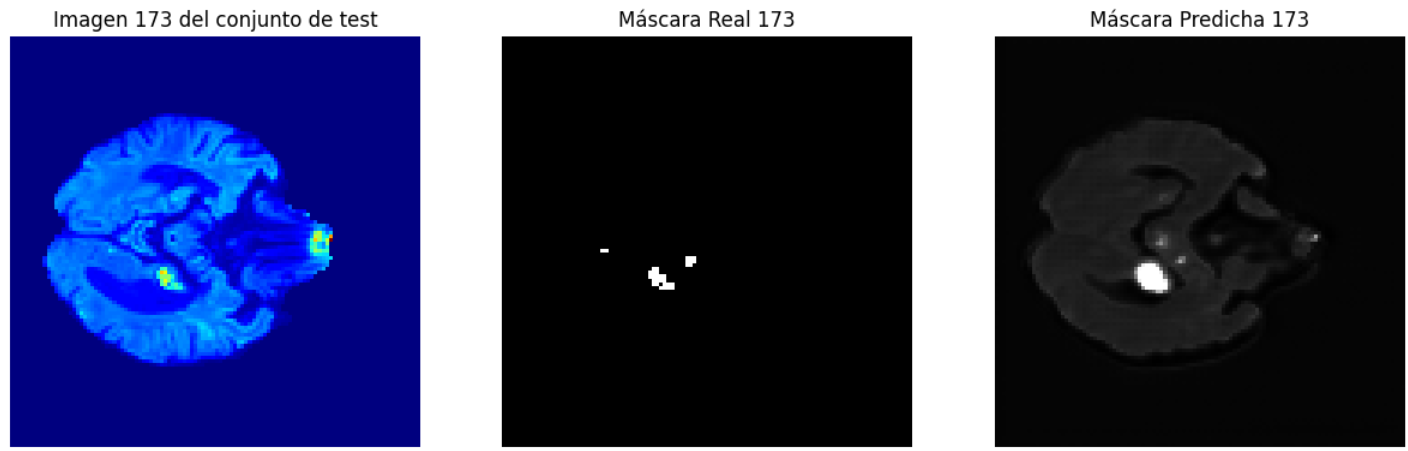 Imagen 173 del conjunto de test
Máscara Real 173
Máscara Predicha 173